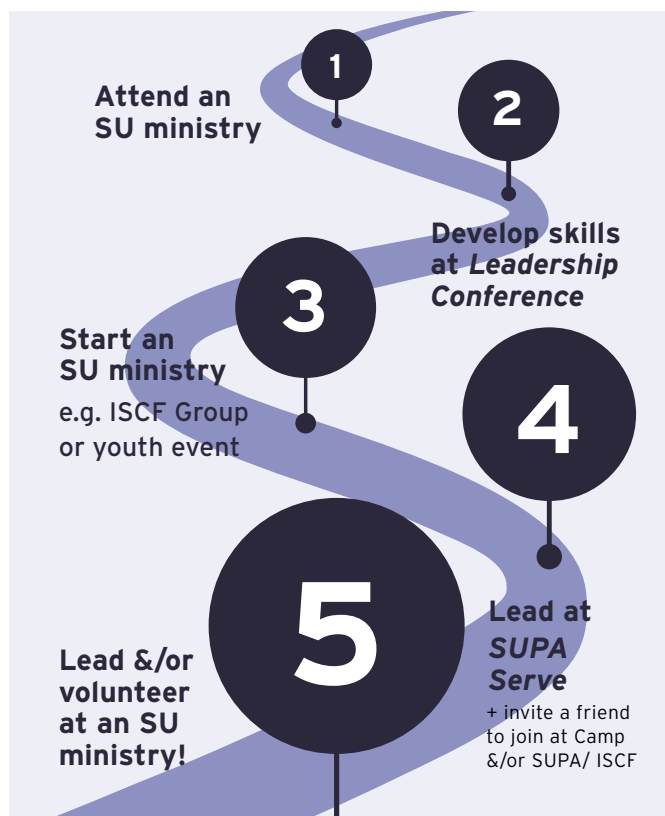 1
Attend an
SU ministry
2
Develop skills
at Leadership
Conference
3
Start an
SU ministry
e.g. ISCF Group
or youth event
4
Lead at
SUPA
Serve
+ invite a friend
to join at Camp
&/or SUPA/ ISCF
5
Lead &/or
volunteer
at an SU
ministry!